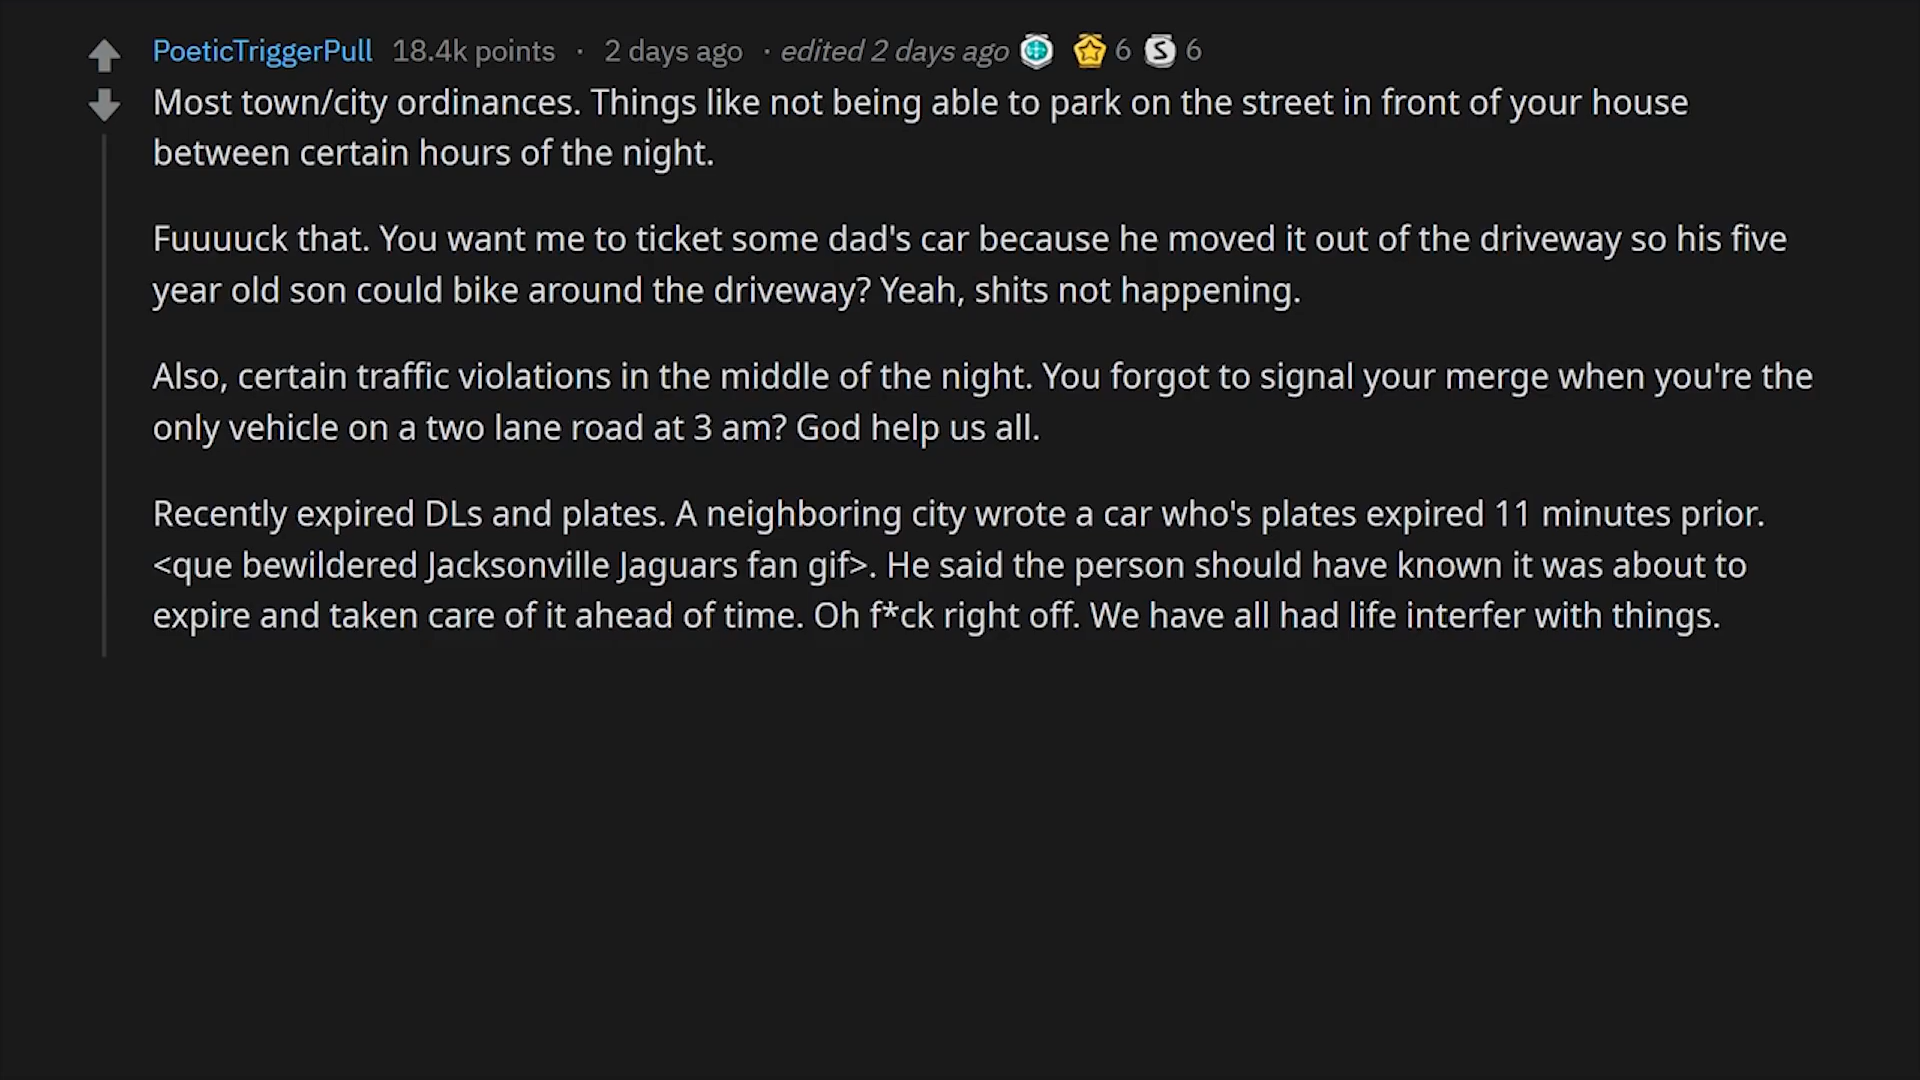 PoeticTriggerPull 18.4k points · 2 days ago · edited 2 days ago 6 S 6
Most town/city ordinances. Things like not being able to park on the street in front of your house
between certain hours of the night.
Fuuuuck that. You want me to ticket some dad's car because he moved it out of the driveway so his five
year old son could bike around the driveway? Yeah, shits not happening.
Also, certain traffic violations in the middle of the night. You forgot to signal your merge when you're the
only vehicle on a two lane road at 3 am? God help us all.
Recently expired DLs and plates. A neighboring city wrote a car who's plates expired 11 minutes prior.
<que bewildered Jacksonville Jaguars fan gif>. He said the person should have known it was about to
expire and taken care of it ahead of time. Oh f*ck right off. We have all had life interfer with things.